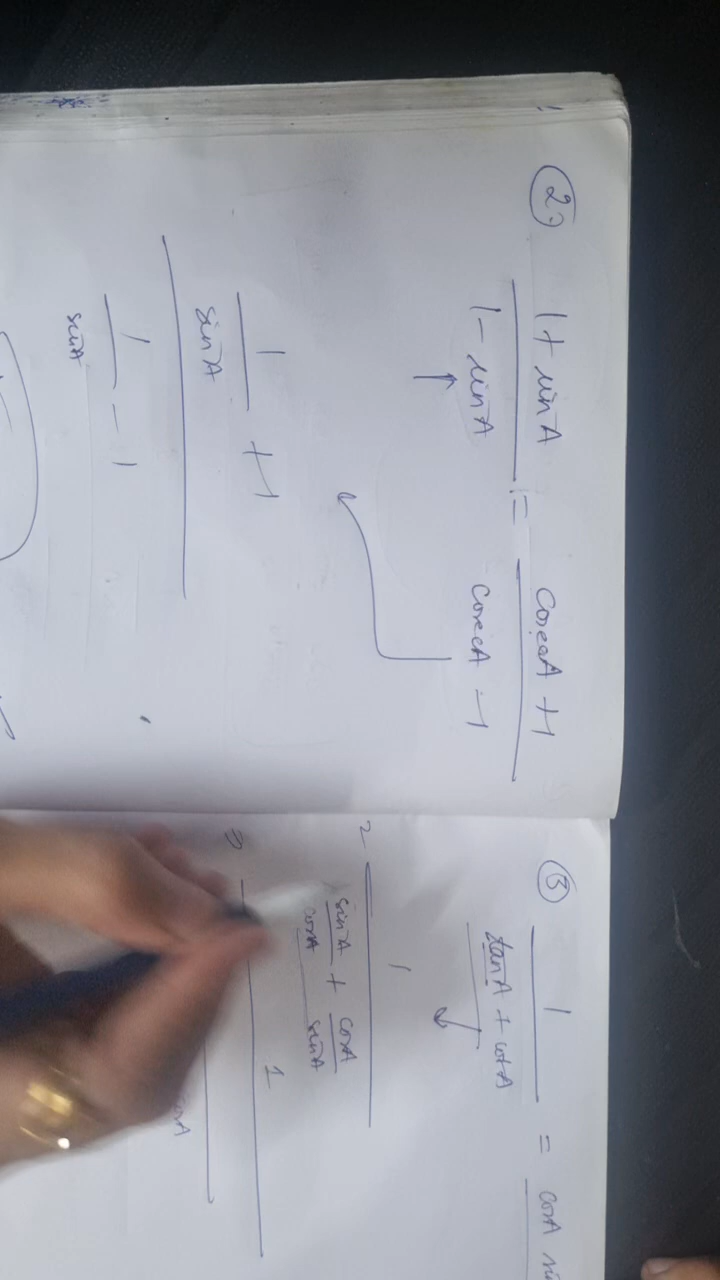 2)
1 + sinA / 1 - sinA = cosecA + 1 / cosecA - 1
1/sinA + 1
1/sinA - 1
3)
1 / tanA + cotA = cosA
1 / sinA/cosA + cosA/sinA
1